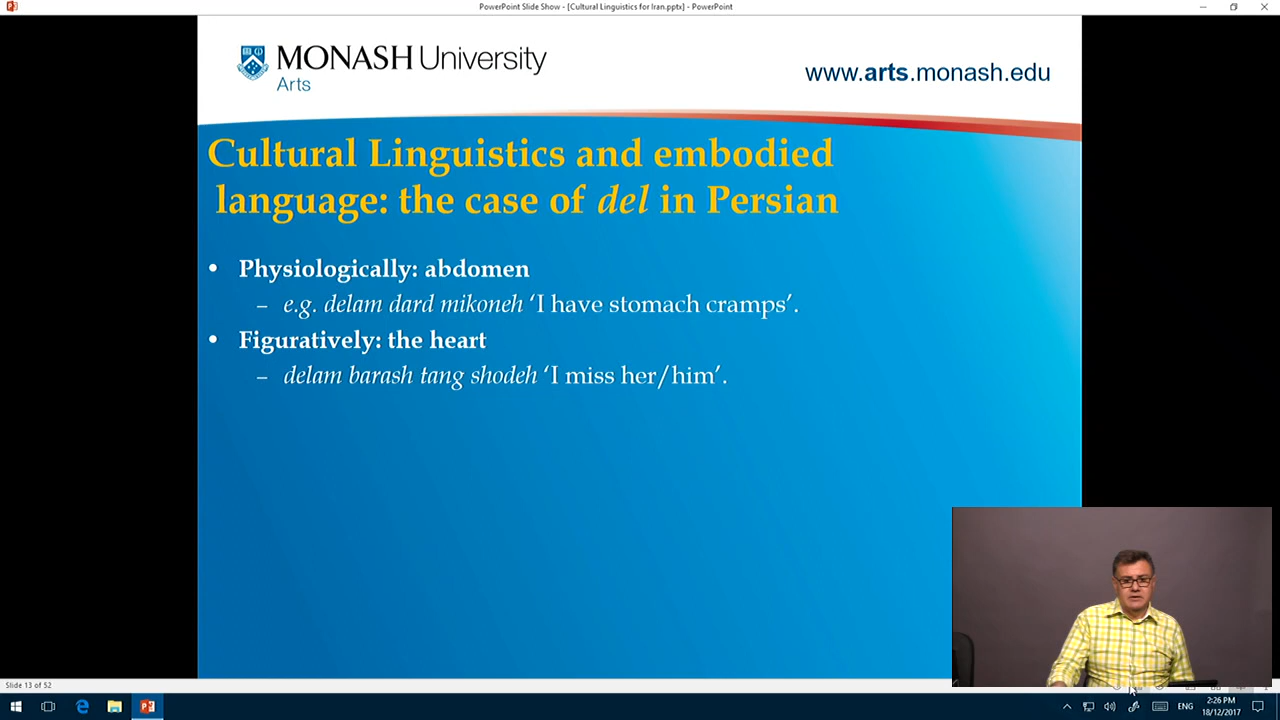 PowerPoint Slide Show - [Cultural Linguistics for Iran.pptx] - PowerPoint
MONASH University
Arts
www.arts.monash.edu
Cultural Linguistics and embodied
language: the case of del in Persian
• Physiologically: abdomen
– e.g. delam dard mikoneh ‘I have stomach cramps’.
• Figuratively: the heart
– delam barash tang shodeh ‘I miss her/him’.
Slide 13 of 52
ENG
2:26 PM
18/12/2017